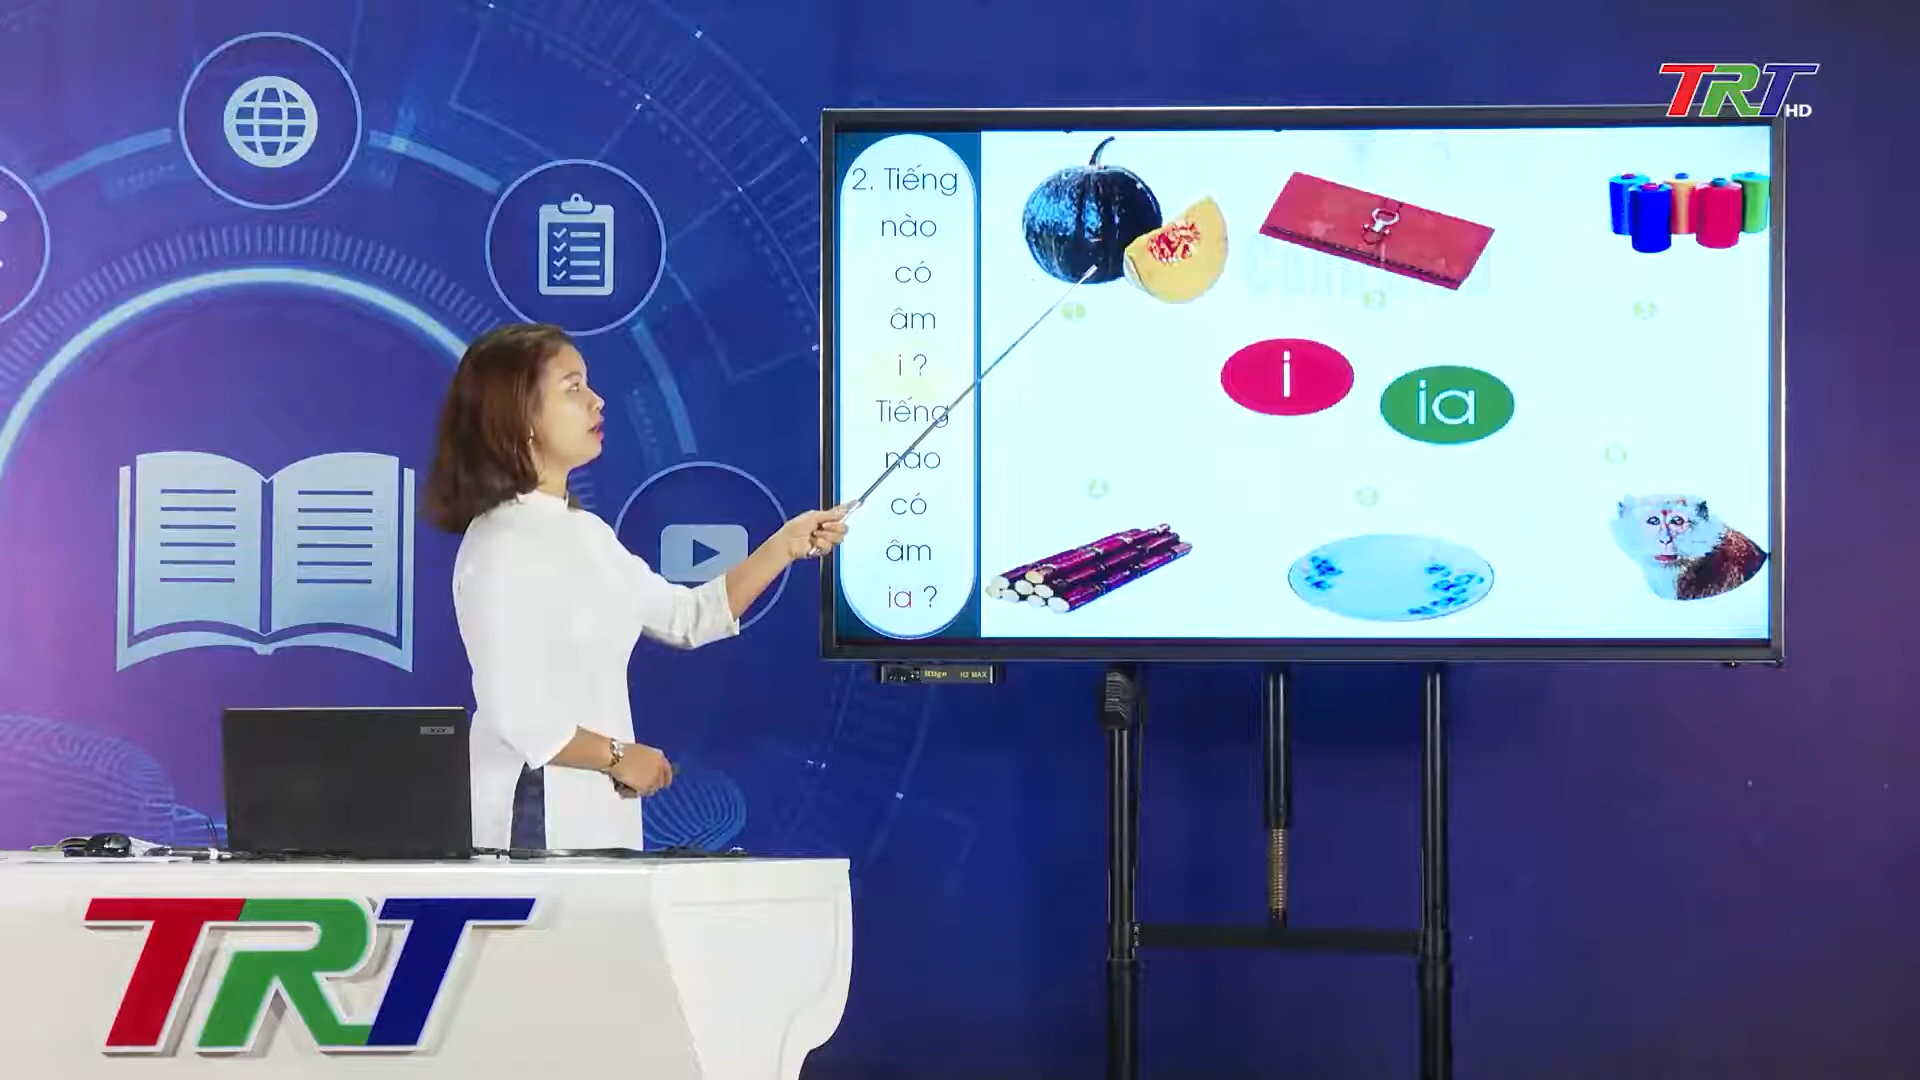 TRT HD
2. Tiếng
nào
có
âm
i ?
Tiếng
nào
có
âm
ia ?
i
ia
TRT